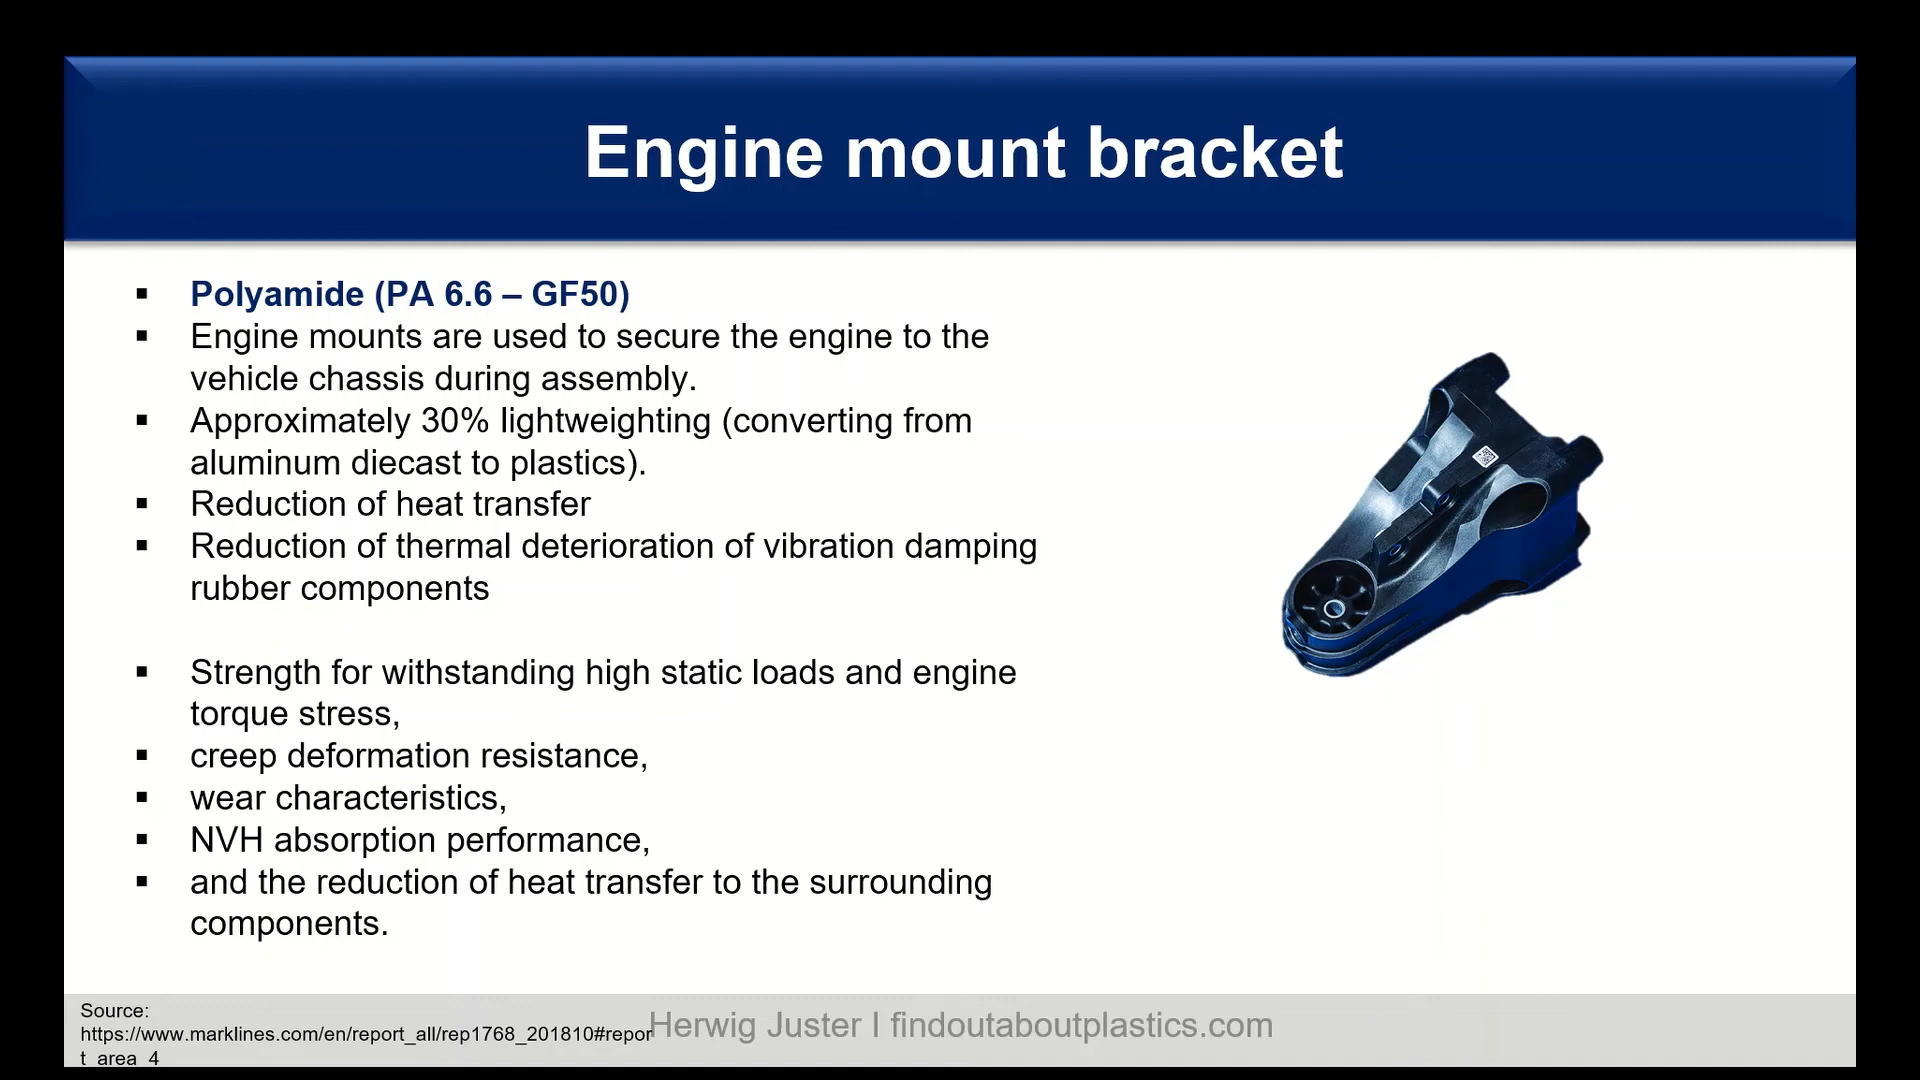 Engine mount bracket
▪ Polyamide (PA 6.6 – GF50)
▪ Engine mounts are used to secure the engine to the
vehicle chassis during assembly.
▪ Approximately 30% lightweighting (converting from
aluminum diecast to plastics).
▪ Reduction of heat transfer
▪ Reduction of thermal deterioration of vibration damping
rubber components
▪ Strength for withstanding high static loads and engine
torque stress,
▪ creep deformation resistance,
▪ wear characteristics,
▪ NVH absorption performance,
▪ and the reduction of heat transfer to the surrounding
components.
Source:
https://www.marklines.com/en/report_all/rep1768_201810#repor
t_area_4
Herwig Juster I findoutaboutplastics.com